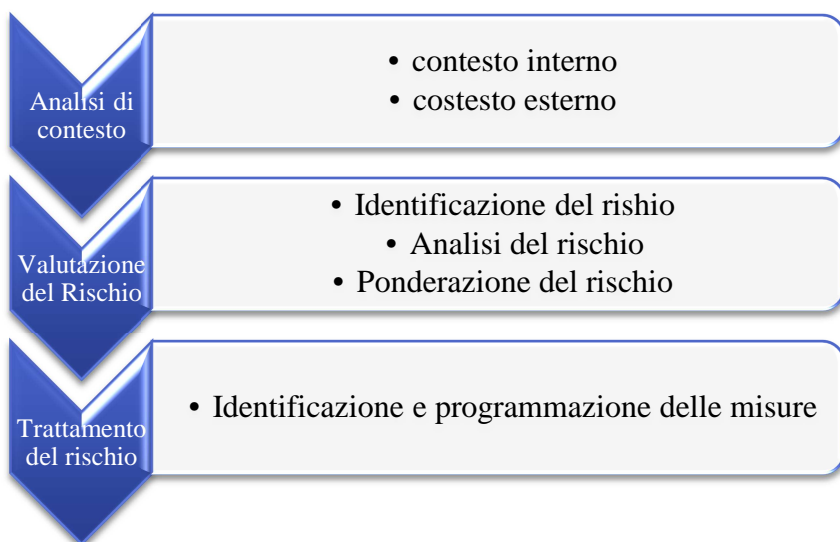 Analisi di
contesto
• contesto interno
• costesto esterno
Valutazione
del Rischio
• Identificazione del rishio
• Analisi del rischio
• Ponderazione del rischio
Trattamento
del rischio
• Identificazione e programmazione delle misure